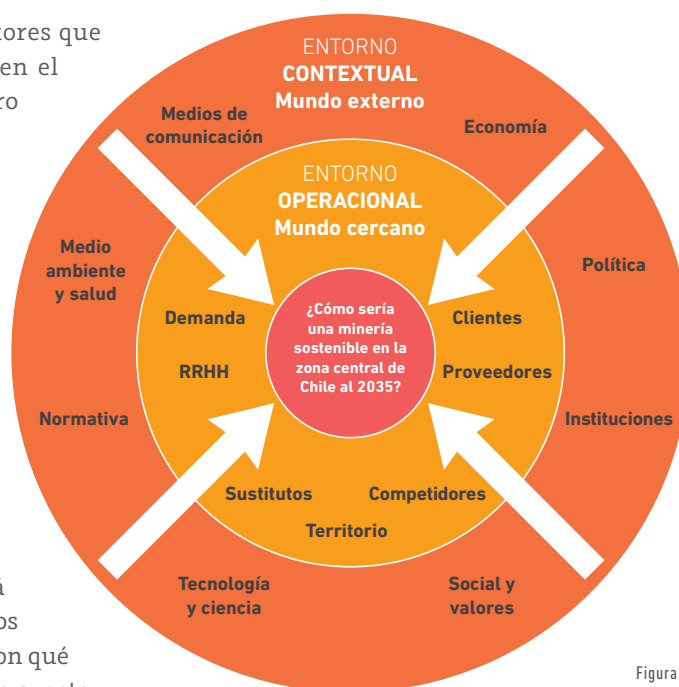 tores que
en el
ro
ENTORNO
CONTEXTUAL
Mundo externo
Medios de
comunicación
Economía
ENTORNO
OPERACIONAL
Mundo cercano
Medio
ambiente
y salud
Política
Demanda
Clientes
¿Cómo sería
una minería
sostenible en la
zona central de
Chile al 2035?
RRHH
Proveedores
Normativa
Instituciones
Sustitutos
Competidores
Territorio
Tecnología
y ciencia
Social y
valores
os
on qué
Figura